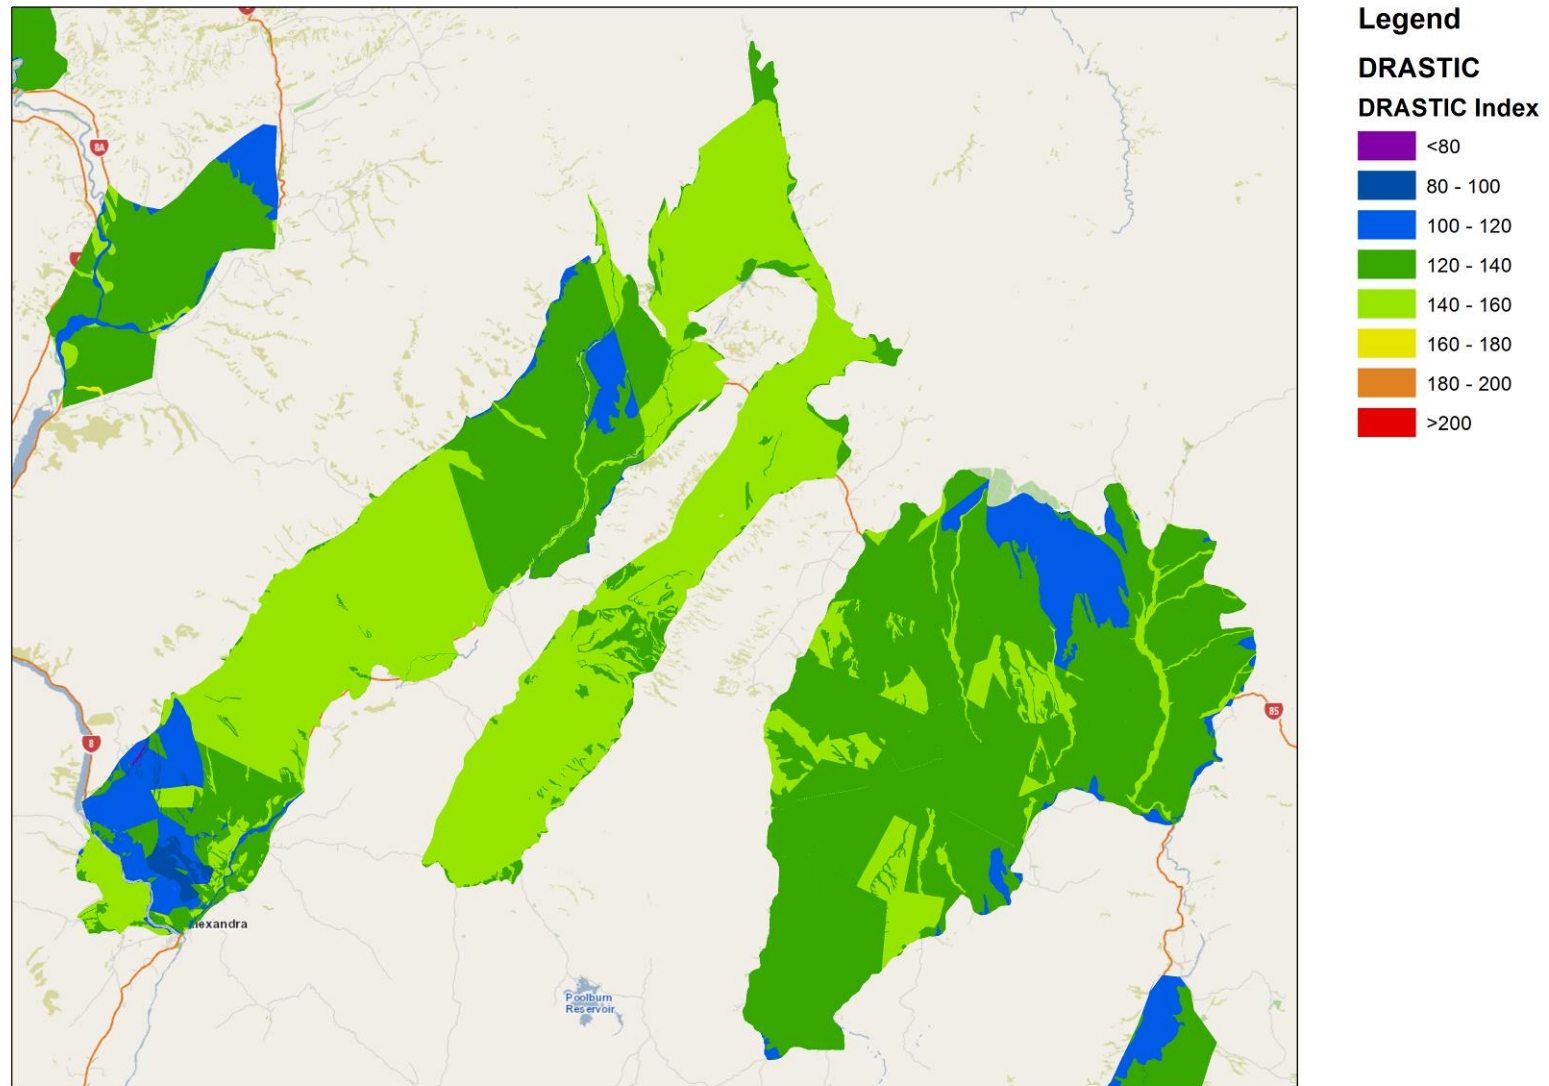 Legend
DRASTIC
DRASTIC Index
<80
80 - 100
100 - 120
120 - 140
140 - 160
160 - 180
180 - 200
>200
8A
85
8
lexandra
Poolburn
Reservoir